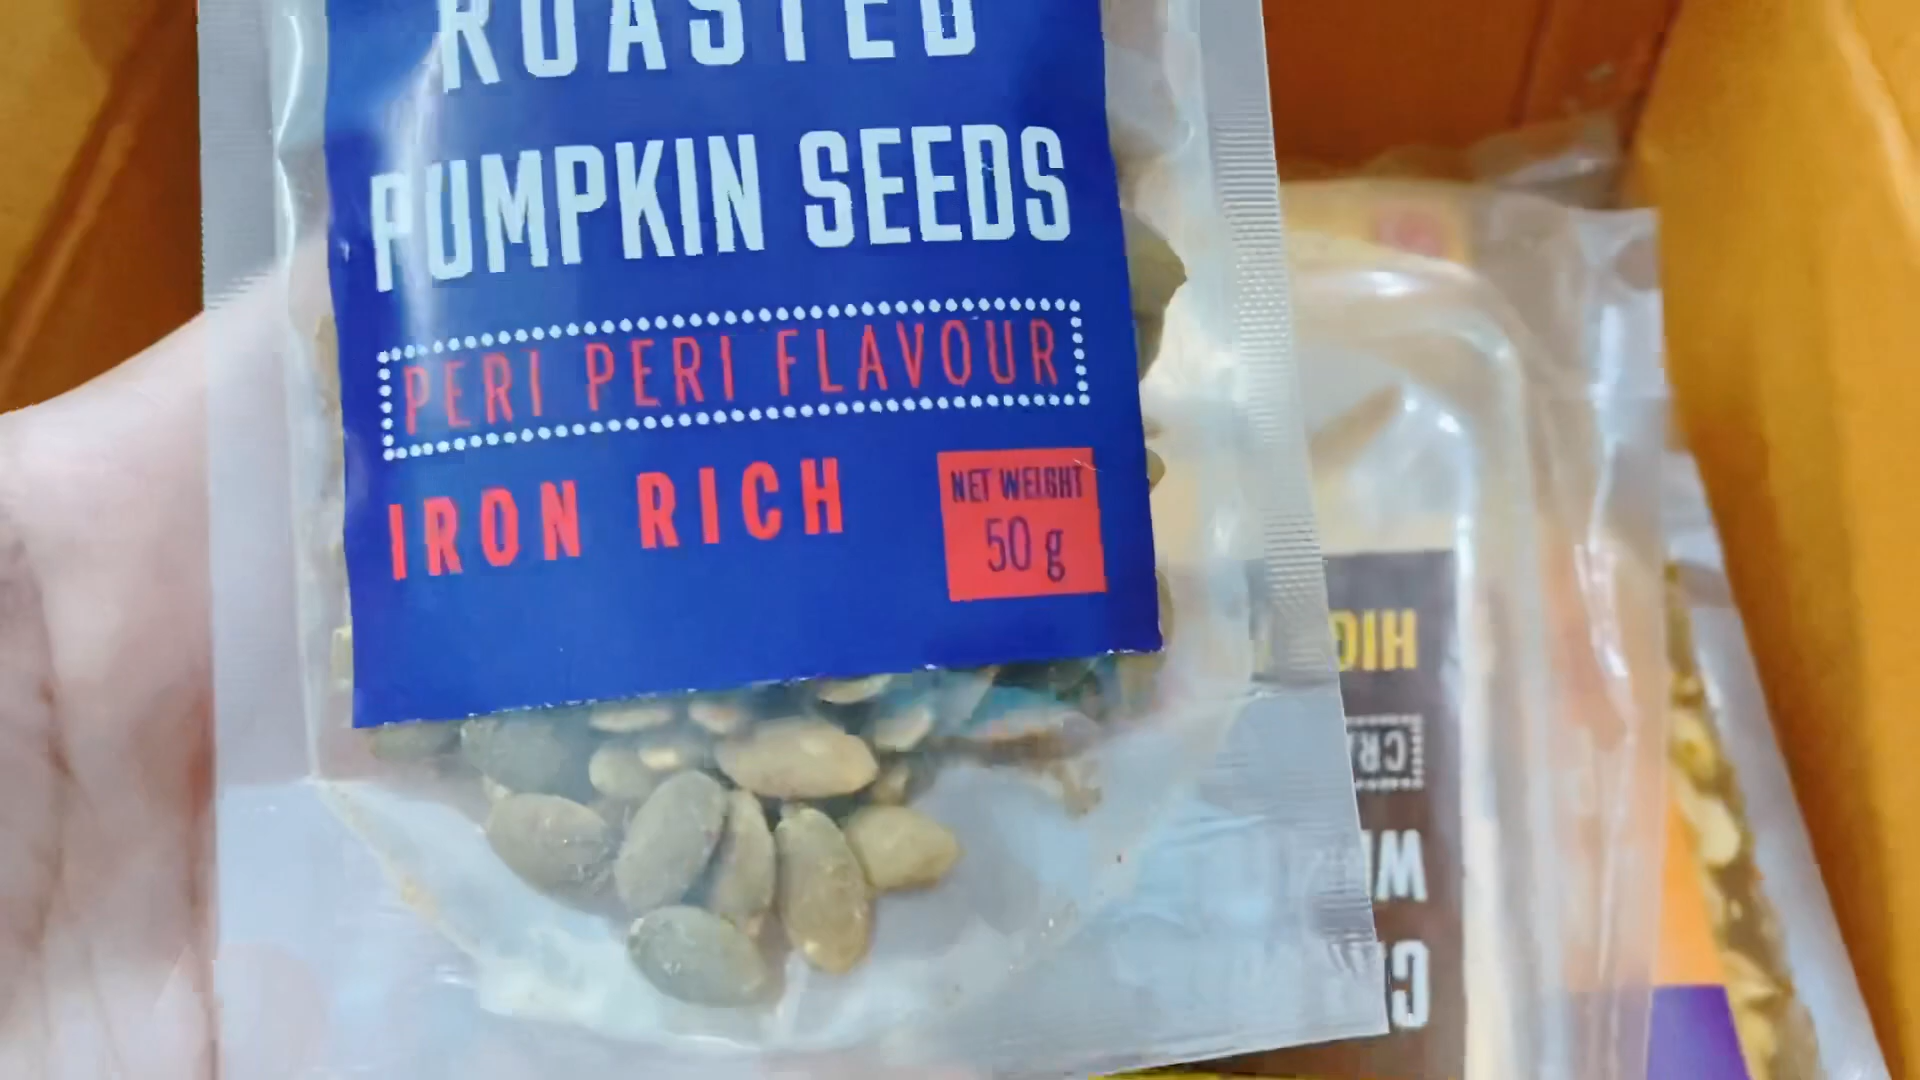 ROASTED
PUMPKIN SEEDS
PERI PERI FLAVOUR
IRON RICH
NET WEIGHT
50 g